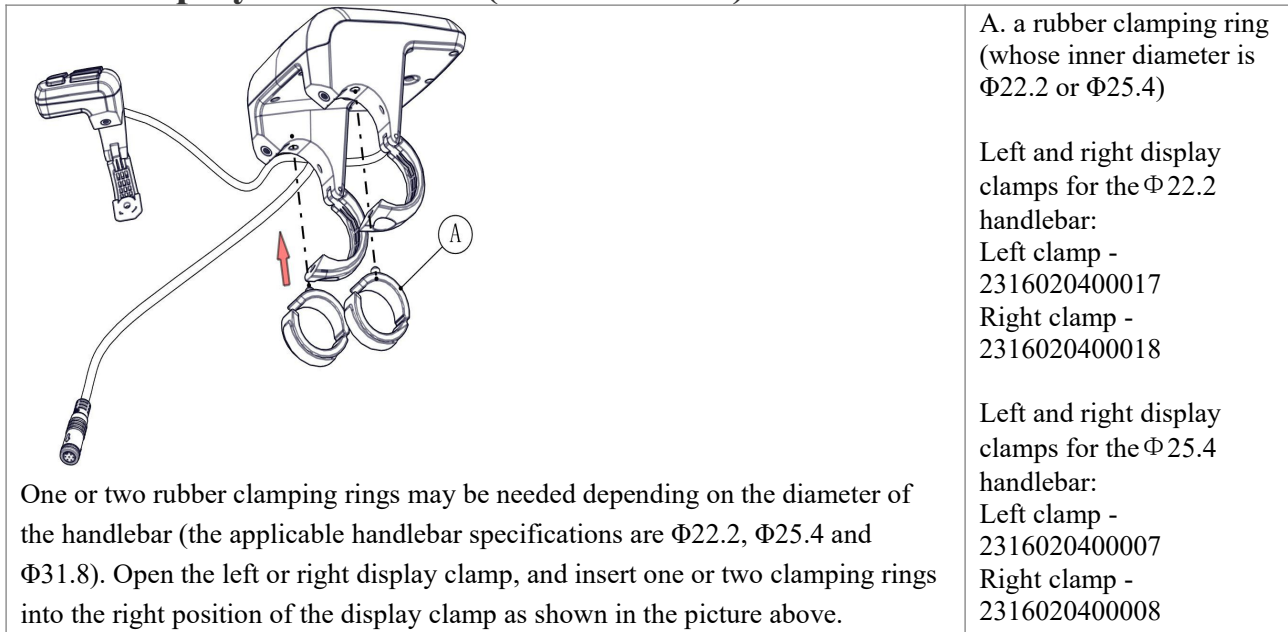 A
One or two rubber clamping rings may be needed depending on the diameter of
the handlebar (the applicable handlebar specifications are Φ22.2, Φ25.4 and
Φ31.8). Open the left or right display clamp, and insert one or two clamping rings
into the right position of the display clamp as shown in the picture above.
A. a rubber clamping ring
(whose inner diameter is
Φ22.2 or Φ25.4)
Left and right display
clamps for the Φ22.2
handlebar:
Left clamp -
2316020400017
Right clamp -
2316020400018
Left and right display
clamps for the Φ25.4
handlebar:
Left clamp -
2316020400007
Right clamp -
2316020400008